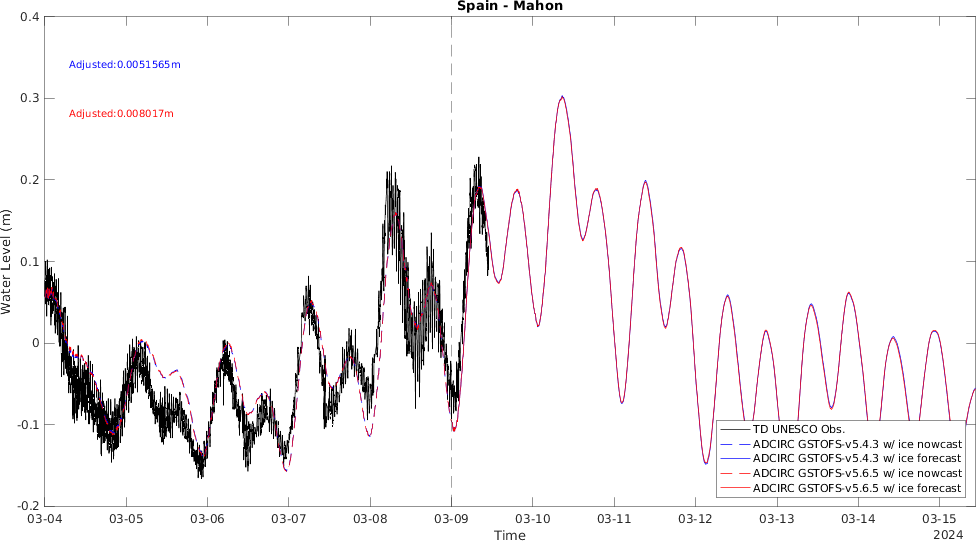 Spain - Mahon
0.4
0.3
0.2
0.1
0
-0.1
-0.2
Water Level (m)
Adjusted:0.0051565m
Adjusted:0.008017m
TD UNESCO Obs.
ADCIRC GSTOFS-v5.4.3 w/ ice nowcast
ADCIRC GSTOFS-v5.4.3 w/ ice forecast
ADCIRC GSTOFS-v5.6.5 w/ ice nowcast
ADCIRC GSTOFS-v5.6.5 w/ ice forecast
03-04 03-05 03-06 03-07 03-08 03-09 03-10 03-11 03-12 03-13 03-14 03-15
Time
2024